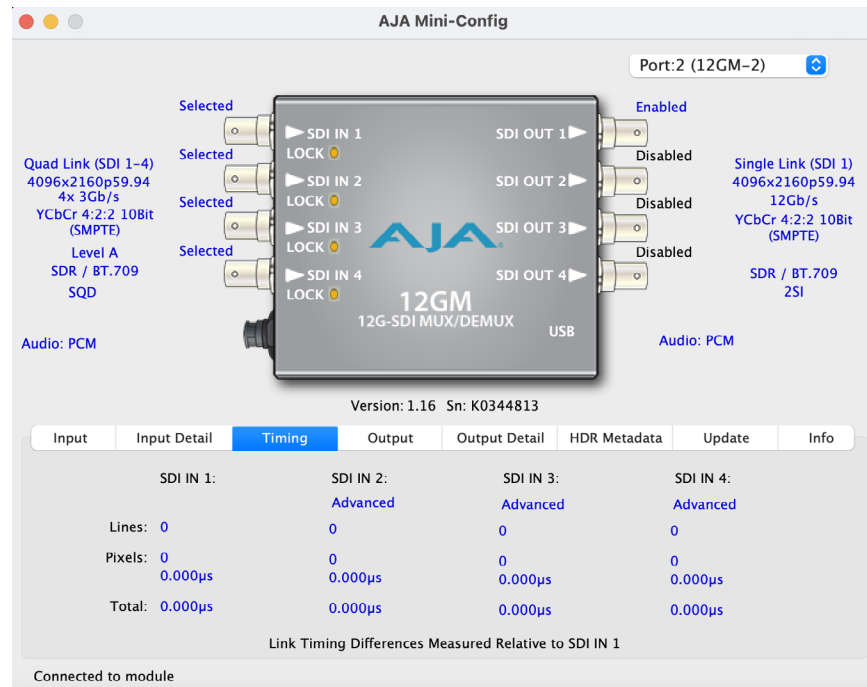 AJA Mini-Config
Port:2 (12GM-2)
Selected
Selected
Selected
Selected
Quad Link (SDI 1-4)
4096x2160p59.94
4x 3Gb/s
YCbCr 4:2:2 10Bit
(SMPTE)
Level A
SDR / BT.709
SQD
Audio: PCM
SDI IN 1
LOCK
SDI IN 2
LOCK
SDI IN 3
LOCK
SDI IN 4
LOCK
AJA
12GM
12G-SDI MUX/DEMUX
USB
SDI OUT 1
SDI OUT 2
SDI OUT 3
SDI OUT 4
Enabled
Disabled
Disabled
Disabled
Single Link (SDI 1)
4096x2160p59.94
12Gb/s
YCbCr 4:2:2 10Bit
(SMPTE)
SDR / BT.709
2SI
Audio: PCM
Version: 1.16 Sn: K0344813
Input Input Detail Timing Output Output Detail HDR Metadata Update Info
SDI IN 1: SDI IN 2: SDI IN 3: SDI IN 4:
Advanced Advanced Advanced
Lines: 0 0 0 0
Pixels: 0 0 0 0
0.000µs 0.000µs 0.000µs 0.000µs
Total: 0.000µs 0.000µs 0.000µs 0.000µs
Link Timing Differences Measured Relative to SDI IN 1
Connected to module